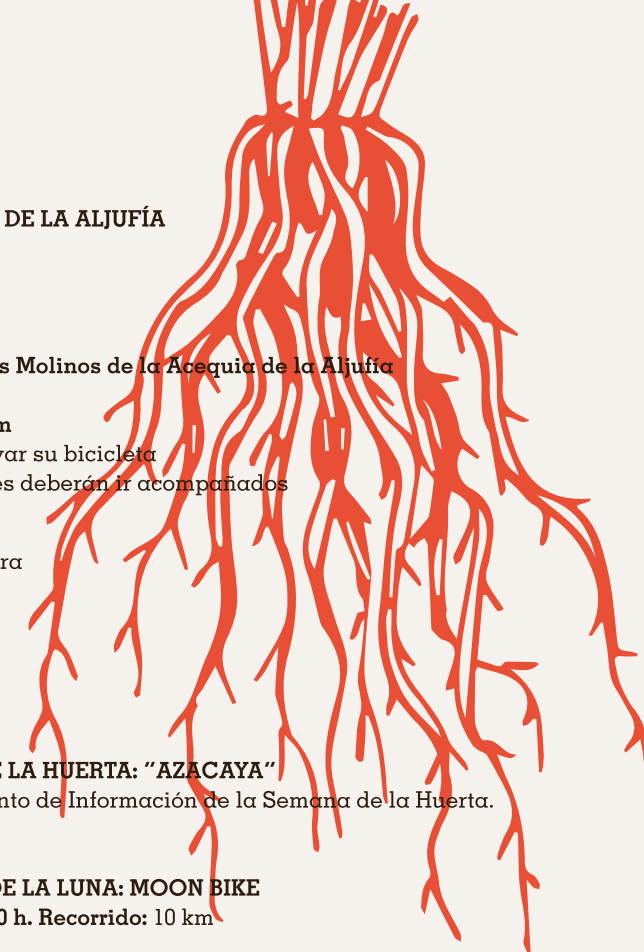 DE LA ALJUFÍA
s Molinos de la Acequia de la Aljufía
m
var su bicicleta
es deberán ir acompañados
ra
E LA HUERTA: “AZACAYA”
nto de Información de la Semana de la Huerta.
DE LA LUNA: MOON BIKE
0 h. Recorrido: 10 km